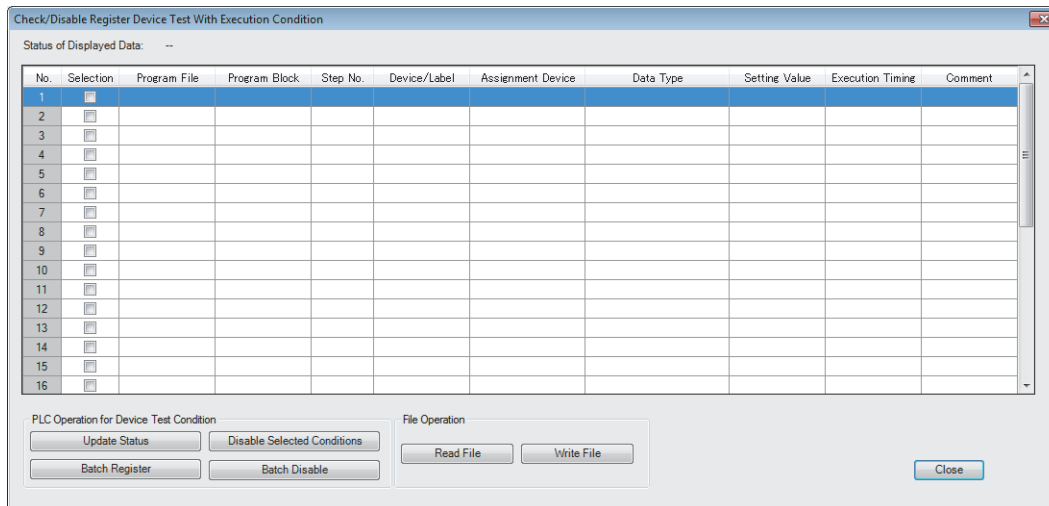 Check/Disable Register Device Test With Execution Condition
Status of Displayed Data: --
No. Selection Program File Program Block Step No. Device/Label Assignment Device Data Type Setting Value Execution Timing Comment
1
2
3
4
5
6
7
8
9
10
11
12
13
14
15
16
PLC Operation for Device Test Condition File Operation
Update Status Disable Selected Conditions
Read File Write File
Batch Register Batch Disable Close